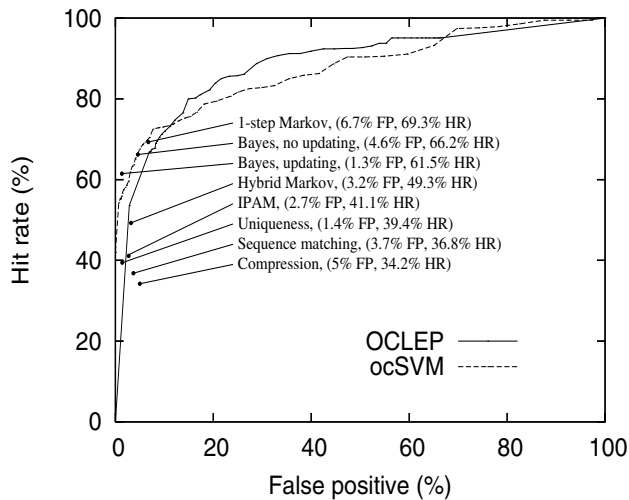 100
80
60
40
20
0
Hit rate (%)
1-step Markov, (6.7% FP, 69.3% HR)
Bayes, no updating, (4.6% FP, 66.2% HR)
Bayes, updating, (1.3% FP, 61.5% HR)
Hybrid Markov, (3.2% FP, 49.3% HR)
IPAM, (2.7% FP, 41.1% HR)
Uniqueness, (1.4% FP, 39.4% HR)
Sequence matching, (3.7% FP, 36.8% HR)
Compression, (5% FP, 34.2% HR)
OCLEP
ocSVM
0 20 40 60 80 100
False positive (%)